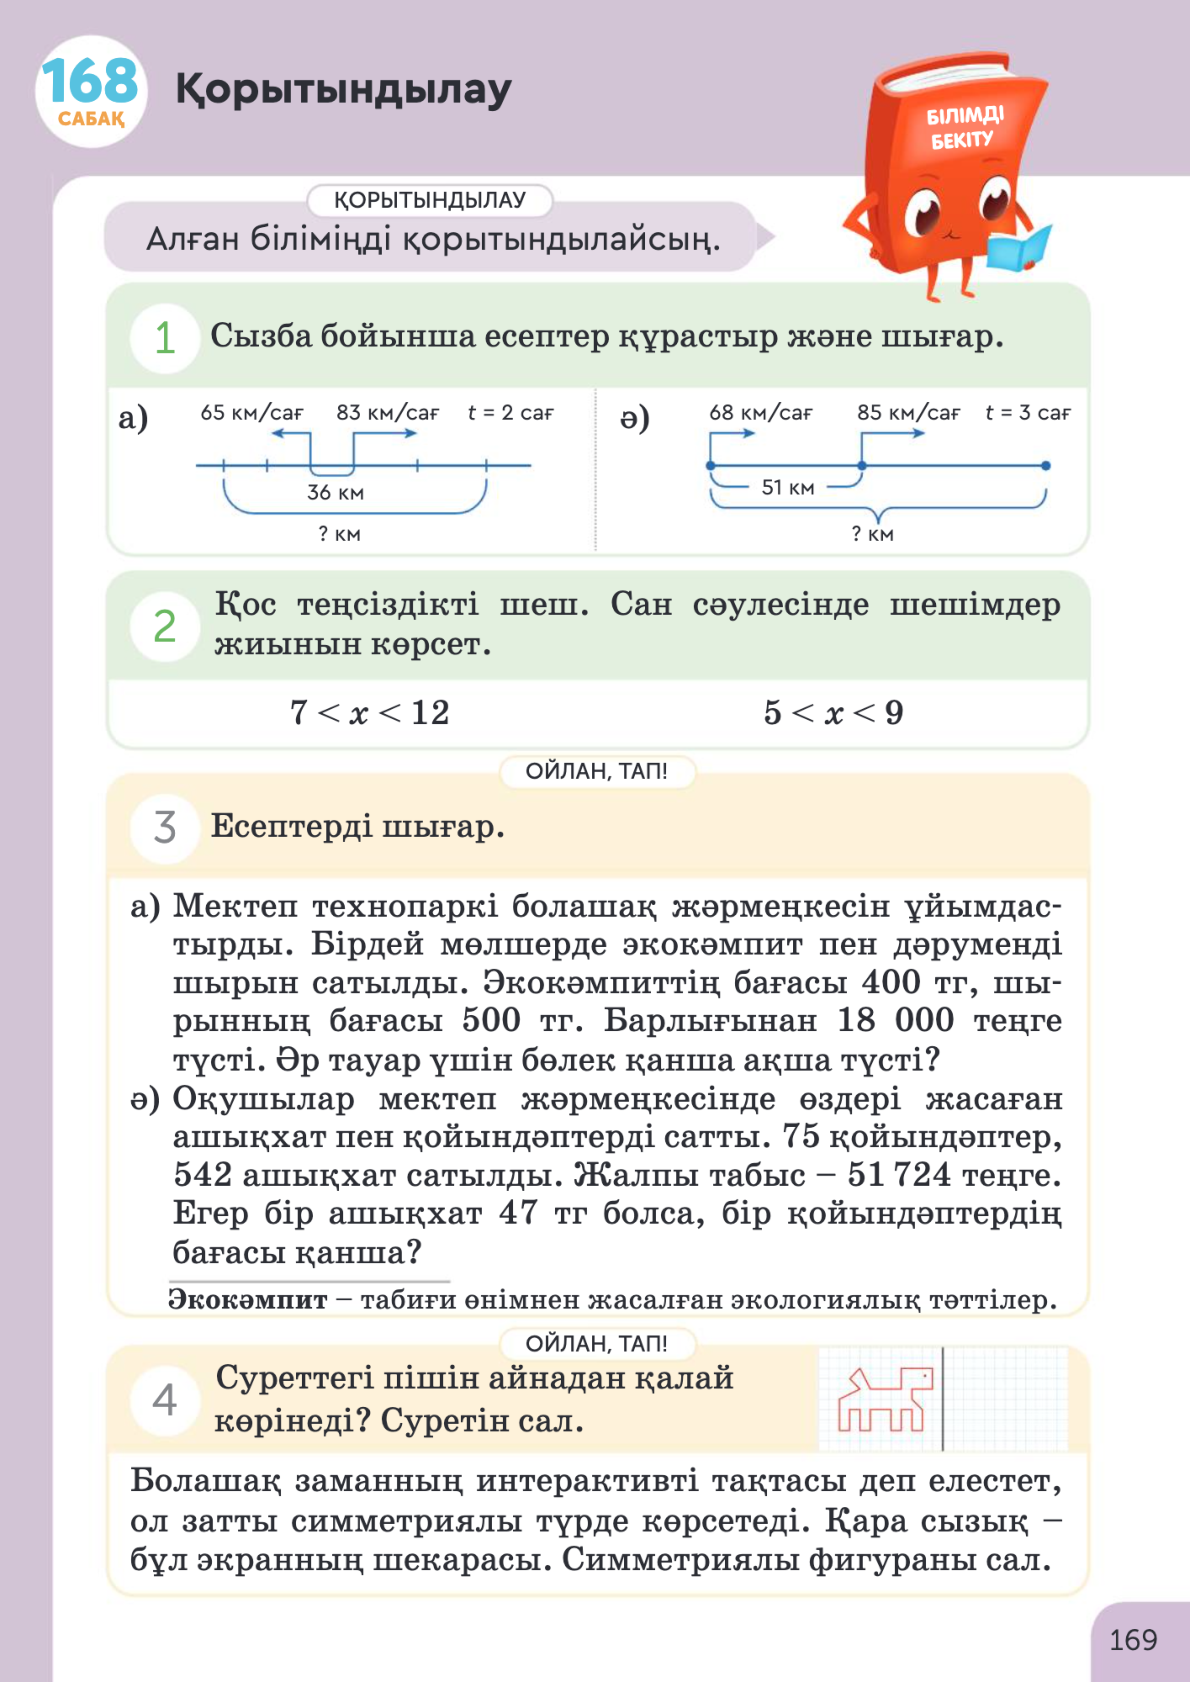 168
САБАҚ
Қорытындылау
БІЛІМДІ
БЕКІТУ
ҚОРЫТЫНДЫЛАУ
Алған біліміңді қорытындылайсың.
1
Сызба бойынша есептер құрастыр және шығар.
а)
65 км/сағ 83 км/сағ t = 2 сағ
36 км
? км
ә)
68 км/сағ 85 км/сағ t = 3 сағ
51 км
? км
2
Қос теңсіздікті шеш. Сан сәулесінде шешімдер
жиынын көрсет.
7 < x < 12 5 < x < 9
ОЙЛАН, ТАП!
3
Есептерді шығар.
а) Мектеп технопаркі болашақ жәрмеңкесін ұйымдас-
тырды. Бірдей мөлшерде экокәмпит пен дәруменді
шырын сатылды. Экокәмпиттің бағасы 400 тг, шы-
рынның бағасы 500 тг. Барлығынан 18 000 теңге
түсті. Әр тауар үшін бөлек қанша ақша түсті?
ә) Оқушылар мектеп жәрмеңкесінде өздері жасаған
ашықхат пен қойындәптерді сатты. 75 қойындәптер,
542 ашықхат сатылды. Жалпы табыс – 51 724 теңге.
Егер бір ашықхат 47 тг болса, бір қойындәптердің
бағасы қанша?
Экокәмпит – табиғи өнімнен жасалған экологиялық тәттілер.
ОЙЛАН, ТАП!
4
Суреттегі пішін айнадан қалай
көрінеді? Суретін сал.
Болашақ заманның интерактивті тақтасы деп елестет,
ол затты симметриялы түрде көрсетеді. Қара сызық –
бұл экранның шекарасы. Симметриялы фигураны сал.
169